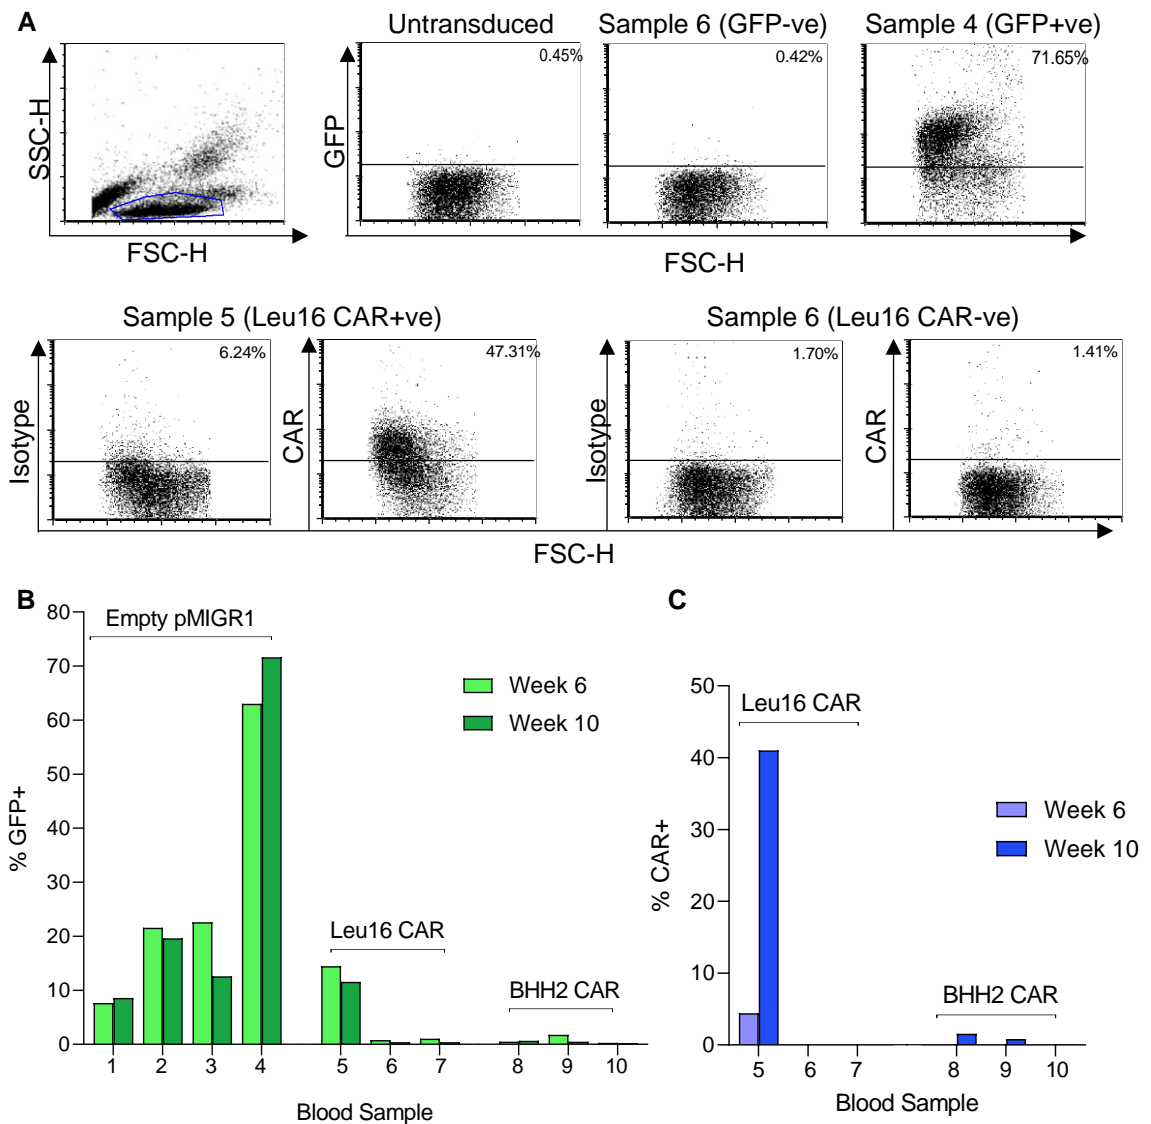 A
Untransduced
Sample 6 (GFP-ve)
Sample 4 (GFP+ve)
SSC-H
FSC-H
GFP
0.45%
0.42%
71.65%
FSC-H
Sample 5 (Leu16 CAR+ve)
Sample 6 (Leu16 CAR-ve)
Isotype
6.24%
CAR
47.31%
Isotype
1.70%
CAR
1.41%
FSC-H
B
% GFP+
80
70
60
50
40
30
20
10
0
Empty pMIGR1
Week 6
Week 10
Leu16 CAR
BHH2 CAR
1 2 3 4 5 6 7 8 9 10
Blood Sample
C
% CAR+
50
40
30
20
10
0
Leu16 CAR
Week 6
Week 10
BHH2 CAR
5 6 7 8 9 10
Blood Sample